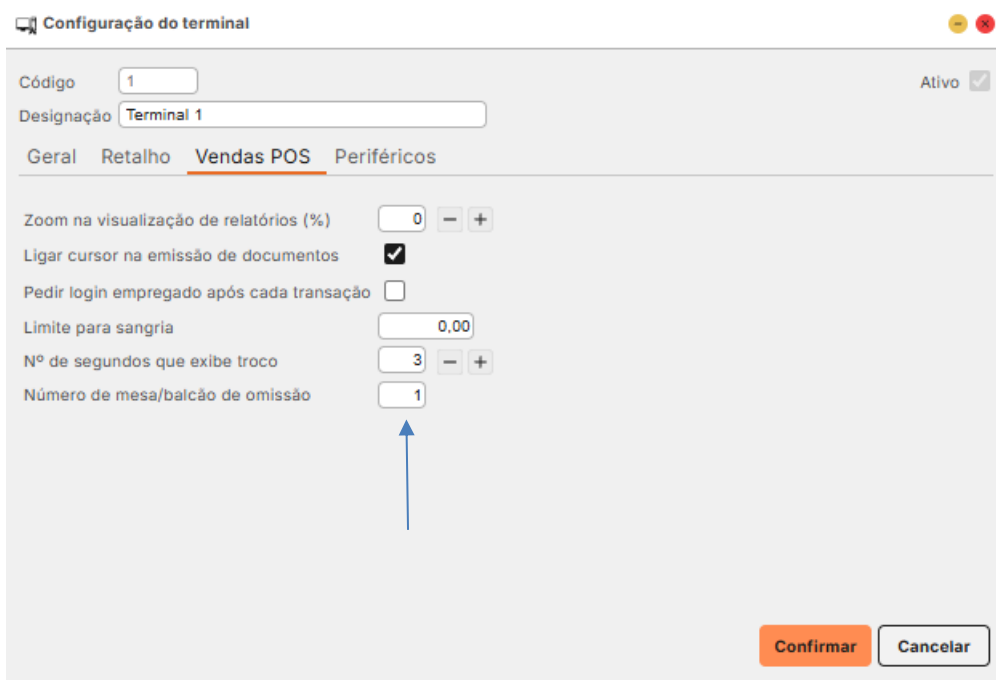 Configuração do terminal
Código 1 Ativo
Designação Terminal 1
Geral Retalho Vendas POS Periféricos
Zoom na visualização de relatórios (%) 0
Ligar cursor na emissão de documentos
Pedir login empregado após cada transação
Limite para sangria 0,00
Nº de segundos que exibe troco 3
Número de mesa/balcão de omissão 1
Confirmar Cancelar